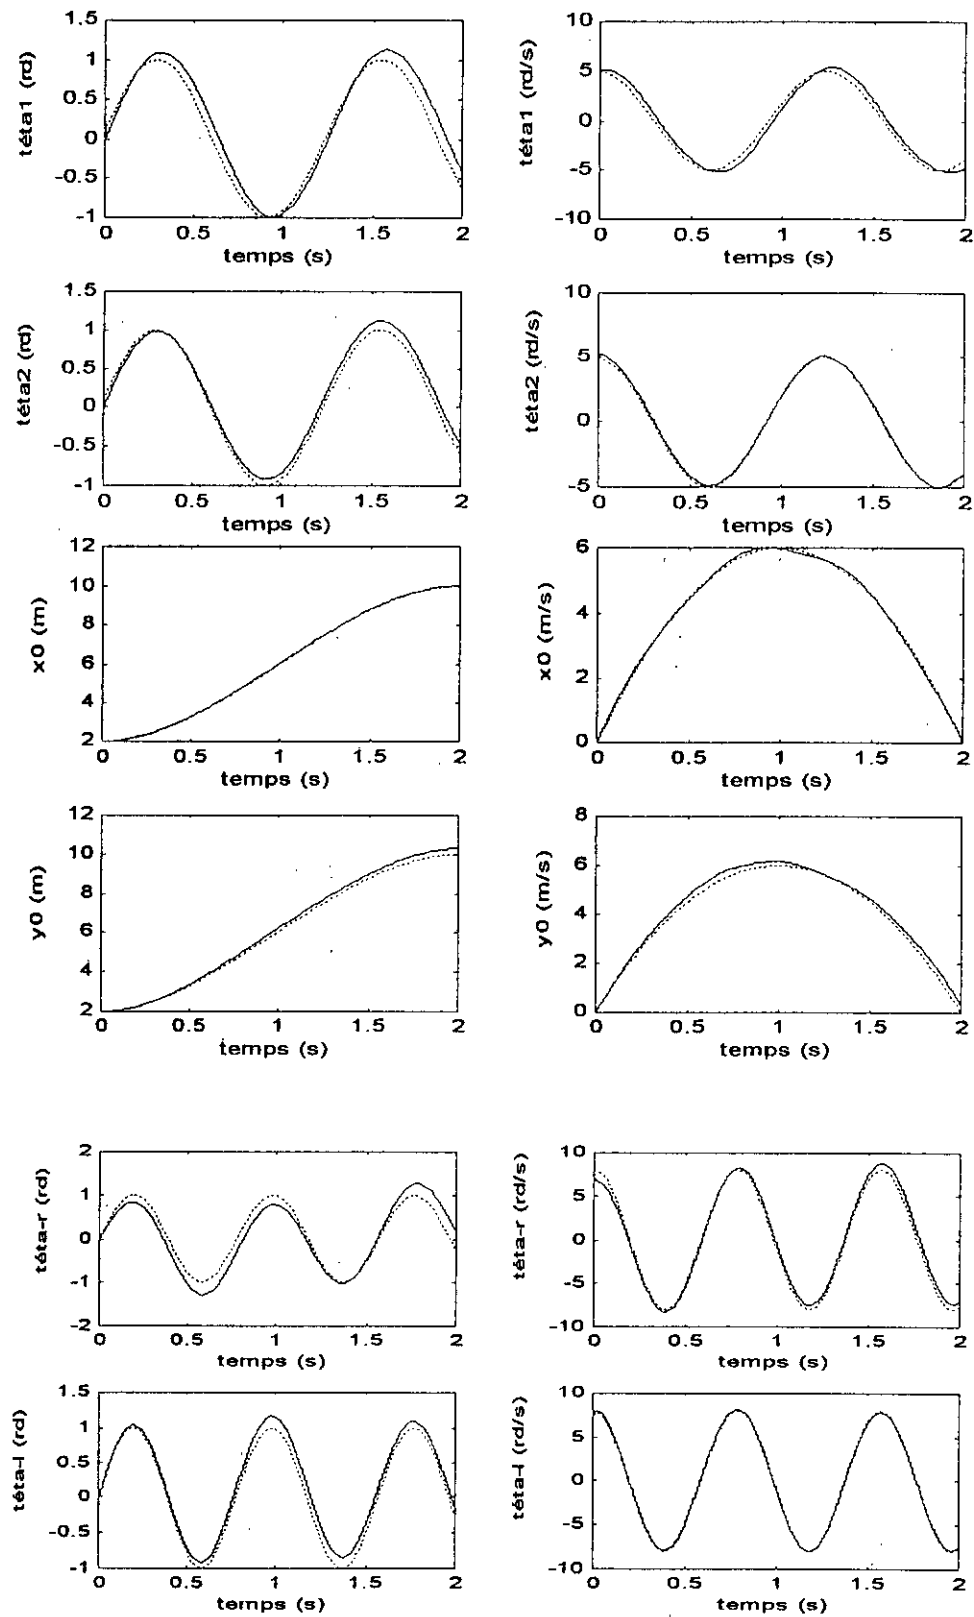 1.5
1
0.5
0
-0.5
-1
0 0.5 1 1.5 2
temps (s)
téta1 (rd)
10
5
0
-5
-10
0 0.5 1 1.5 2
temps (s)
téta1 (rd/s)
1.5
1
0.5
0
-0.5
-1
0 0.5 1 1.5 2
temps (s)
téta2 (rd)
10
5
0
-5
0 0.5 1 1.5 2
temps (s)
téta2 (rd/s)
12
10
8
6
4
2
0 0.5 1 1.5 2
temps (s)
x0 (m)
6
4
2
0
0 0.5 1 1.5 2
temps (s)
x0 (m/s)
12
10
8
6
4
2
0 0.5 1 1.5 2
temps (s)
y0 (m)
8
6
4
2
0
0 0.5 1 1.5 2
temps (s)
y0 (m/s)
2
1
0
-1
-2
0 0.5 1 1.5 2
temps (s)
téta-r (rd)
10
5
0
-5
-10
0 0.5 1 1.5 2
temps (s)
téta-r (rd/s)
1.5
1
0.5
0
-0.5
-1
0 0.5 1 1.5 2
temps (s)
téta-l (rd)
10
5
0
-5
-10
0 0.5 1 1.5 2
temps (s)
téta-l (rd/s)